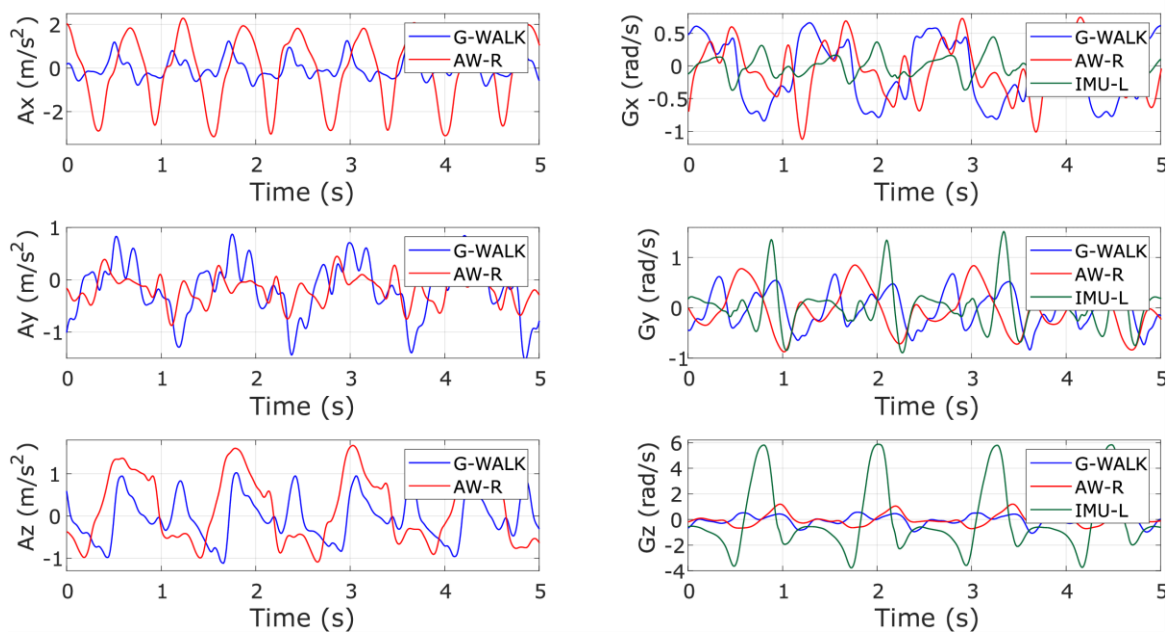 Ax (m/s²)
2
0
-2
G-WALK
AW-R
0 1 2 3 4 5
Time (s)
Gx (rad/s)
0.5
0
-0.5
-1
G-WALK
AW-R
IMU-L
0 1 2 3 4 5
Time (s)
Ay (m/s²)
1
0
-1
G-WALK
AW-R
0 1 2 3 4 5
Time (s)
Gy (rad/s)
1
0
-1
G-WALK
AW-R
IMU-L
0 1 2 3 4 5
Time (s)
Az (m/s²)
1
0
-1
G-WALK
AW-R
0 1 2 3 4 5
Time (s)
Gz (rad/s)
6
4
2
0
-2
-4
G-WALK
AW-R
IMU-L
0 1 2 3 4 5
Time (s)